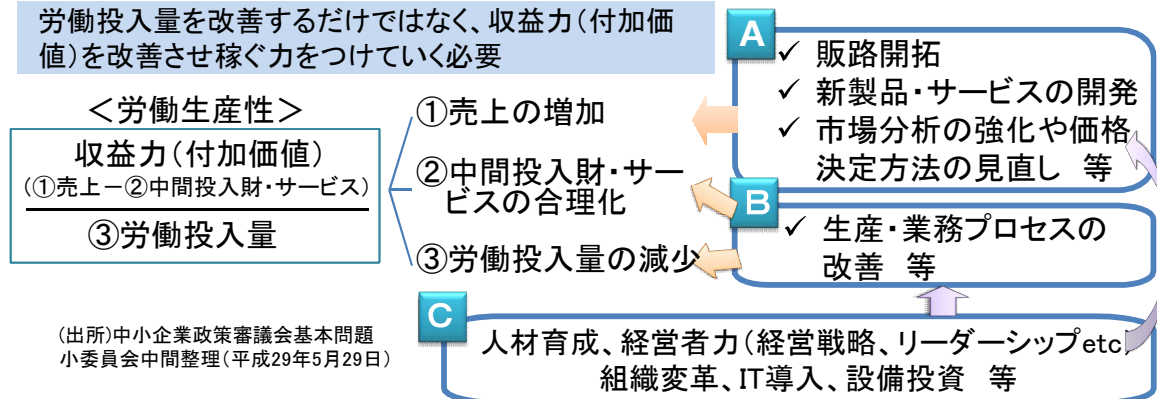 労働投入量を改善するだけではなく、収益力(付加価
値)を改善させ稼ぐ力をつけていく必要
＜労働生産性＞
収益力(付加価値)
(①売上－②中間投入財・サービス)
③労働投入量
①売上の増加
②中間投入財・サー
ビスの合理化
③労働投入量の減少
A
✓ 販路開拓
✓ 新製品・サービスの開発
✓ 市場分析の強化や価格
決定方法の見直し 等
B
✓ 生産・業務プロセスの
改善 等
C
人材育成、経営者力(経営戦略、リーダーシップetc)
組織変革、IT導入、設備投資 等
(出所)中小企業政策審議会基本問題
小委員会中間整理(平成29年5月29日)